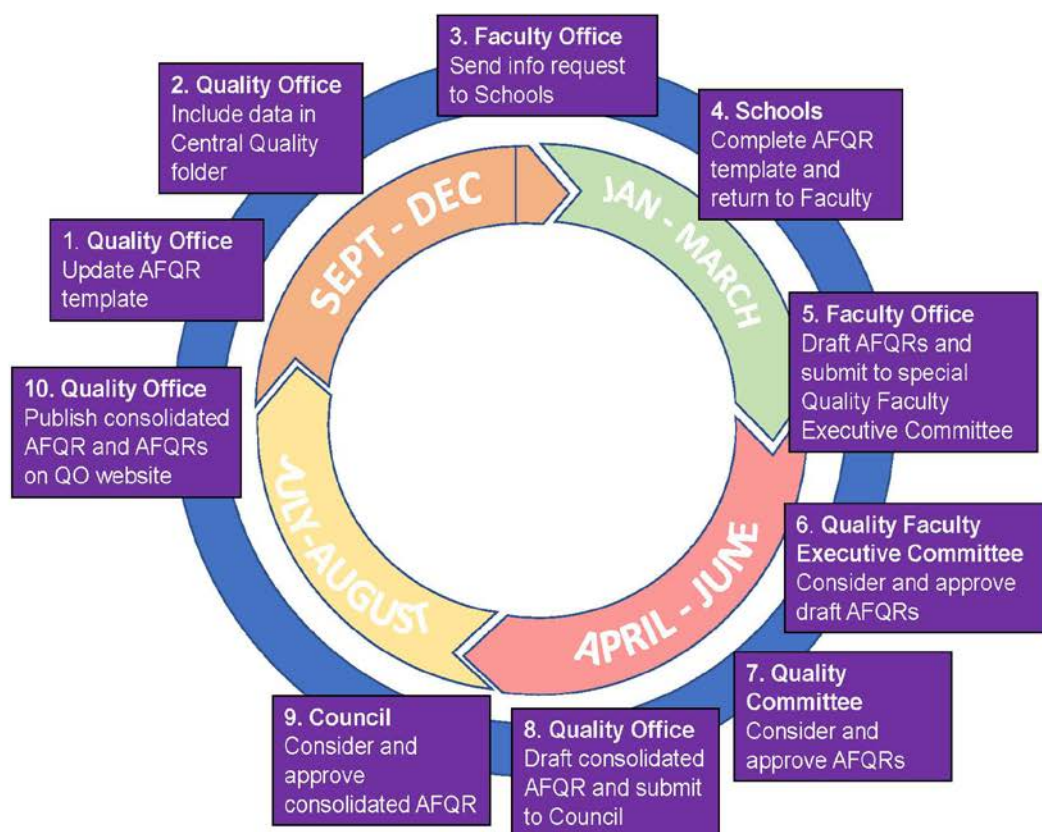 1. Quality Office
Update AFQR
template
2. Quality Office
Include data in
Central Quality
folder
3. Faculty Office
Send info request
to Schools
4. Schools
Complete AFQR
template and
return to Faculty
5. Faculty Office
Draft AFQRs and
submit to special
Quality Faculty
Executive Committee
6. Quality Faculty
Executive Committee
Consider and approve
draft AFQRs
7. Quality
Committee
Consider and
approve AFQRs
8. Quality Office
Draft consolidated
AFQR and submit
to Council
9. Council
Consider and
approve
consolidated AFQR
10. Quality Office
Publish consolidated
AFQR and AFQRs
on QO website
SEPT - DEC
JAN - MARCH
APRIL - JUNE
JULY-AUGUST